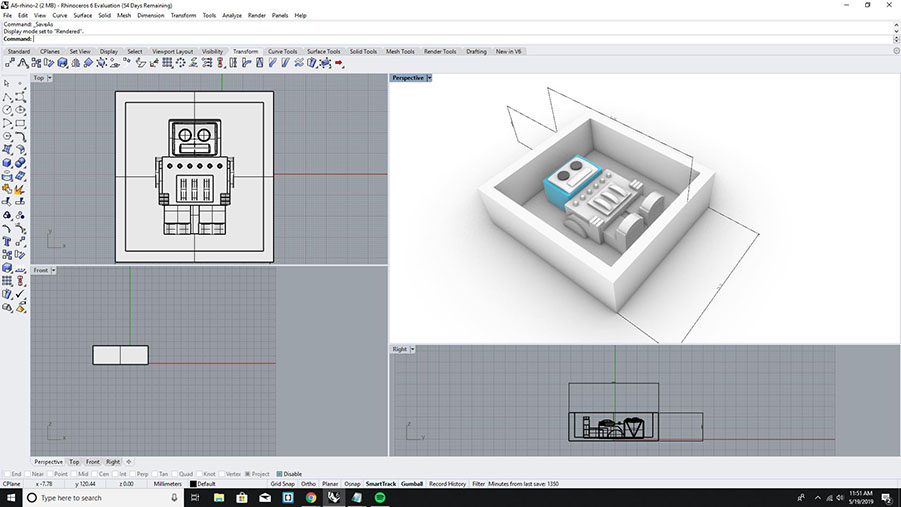 A6-rhino-2 (2 MB) - Rhinoceros 6 Evaluation (54 Days Remaining)
File Edit View Curve Surface Solid Mesh Dimension Transform Tools Analyze Render Panels Help
Command: _SaveAs
Display mode set to "Rendered".
Command:
Standard CPlanes Set View Display Select Viewport Layout Visibility Transform Curve Tools Surface Tools Solid Tools Mesh Tools Render Tools Drafting New in V6
Top
Perspective
y
x
Front
Right
z
x
z
y
Perspective Top Front Right
End Near Point Mid Cen Int Perp Tan Quad Knot Vertex Project Disable
CPlane x -7.78 y 120.44 z 0.00 Millimeters Default Grid Snap Ortho Planar Osnap SmartTrack Gumball Record History Filter Minutes from last save: 1350
Type here to search
11:51 AM
5/19/2019